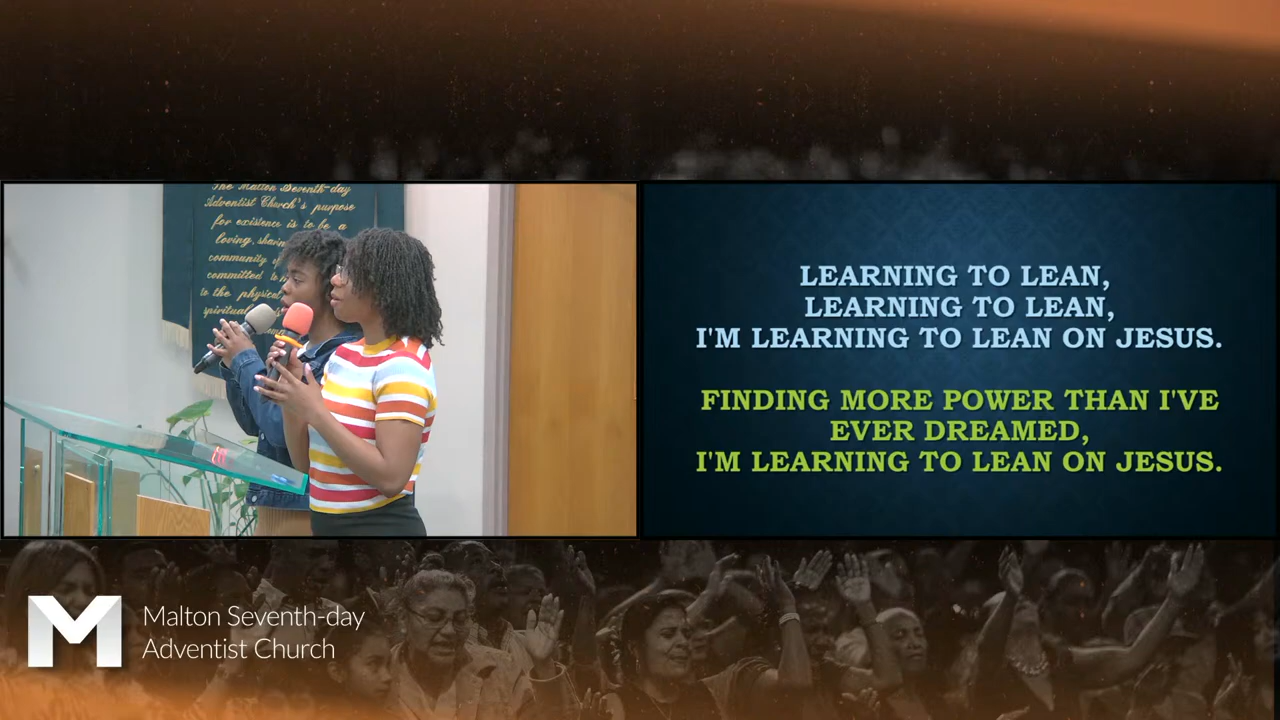 The Malton Seventh-day
Adventist Church's purpose
for existence is to be a
loving,
community
committed
to the physical,
spiritual
LEARNING TO LEAN,
LEARNING TO LEAN,
I'M LEARNING TO LEAN ON JESUS.
FINDING MORE POWER THAN I'VE
EVER DREAMED,
I'M LEARNING TO LEAN ON JESUS.
M
Malton Seventh-day
Adventist Church